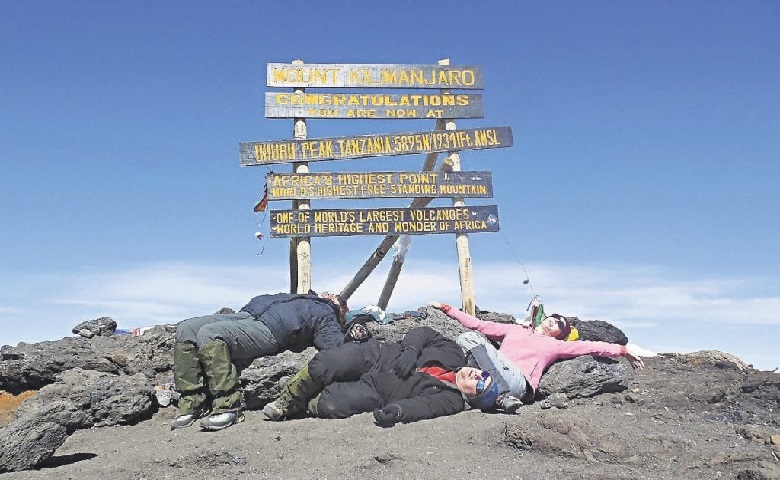 MOUNT KILIMANJARO
CONGRATULATIONS
YOU ARE NOW AT
UHURU PEAK TANZANIA 5895M/19341Ft. AMSL
AFRICA'S HIGHEST POINT
WORLD'S HIGHEST FREE-STANDING MOUNTAIN
ONE OF WORLD'S LARGEST VOLCANOES
WORLD HERITAGE AND WONDER OF AFRICA